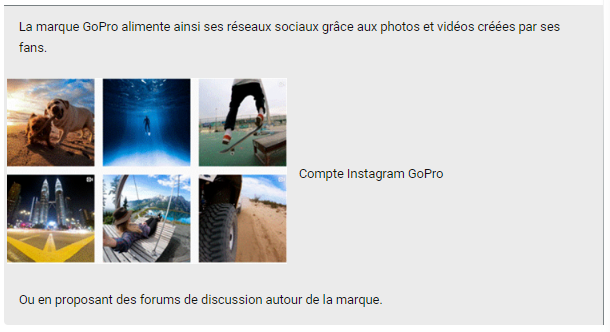 La marque GoPro alimente ainsi ses réseaux sociaux grâce aux photos et vidéos créées par ses
fans.
Compte Instagram GoPro
Ou en proposant des forums de discussion autour de la marque.